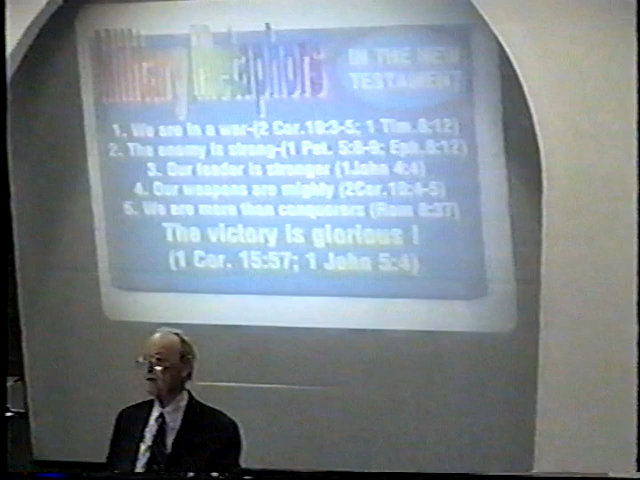 Military Metaphors
IN THE NEW
TESTAMENT
1. We are in a war-(2 Cor.10:3-5; 1 Tim.6:12)
2. The enemy is strong-(1 Pet. 5:8-9; Eph.6:12)
3. Our leader is stronger (1John 4:4)
4. Our weapons are mighty (2Cor.10:4-5)
5. We are more than conquerors (Rom 8:37)
The victory is glorious !
(1 Cor. 15:57; 1 John 5:4)